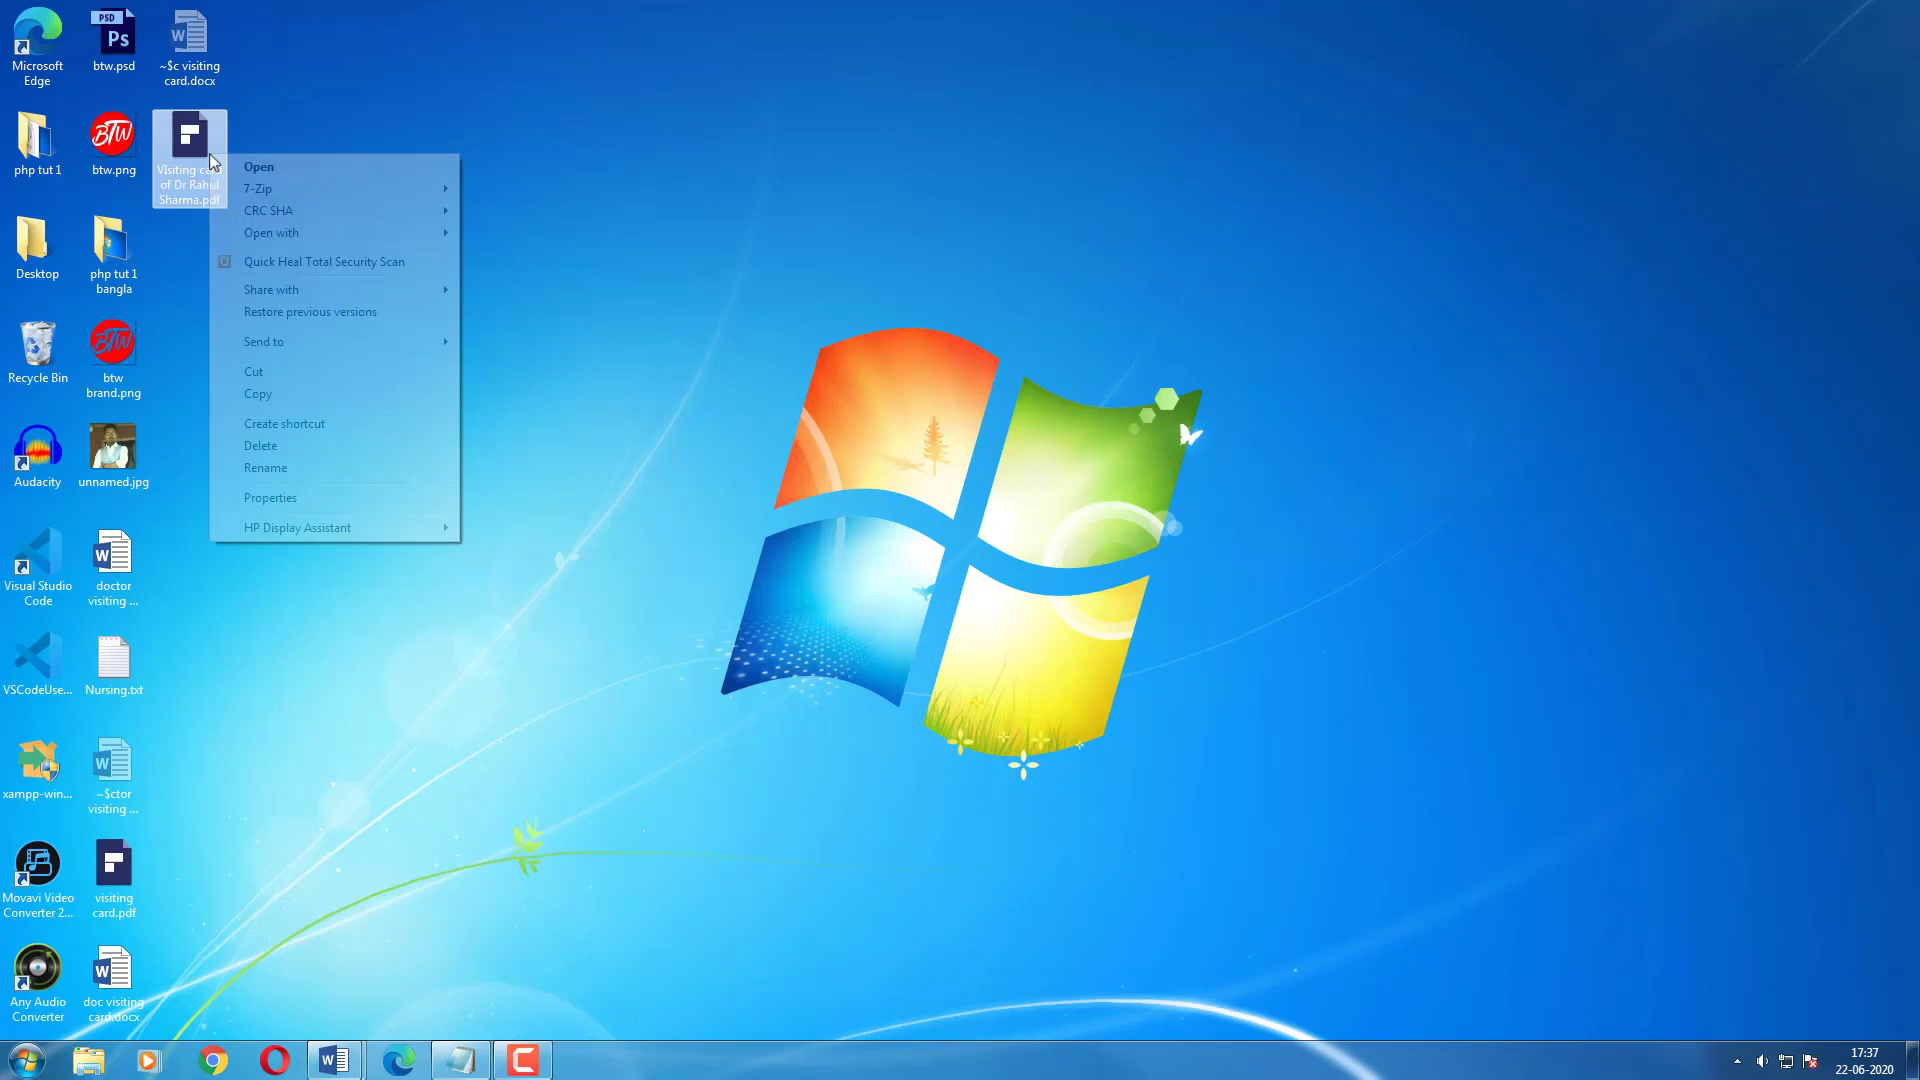 Microsoft
Edge
PSD
Ps
btw.psd
~$c visiting
card.docx
php tut 1
BTW
btw.png
VIsiting card
of Dr Rahul
Sharma.pdf
Desktop
php tut 1
bangla
Recycle Bin
BTW
btw
brand.png
Audacity
unnamed.jpg
Visual Studio
Code
doctor
visiting ...
VSCodeUse...
Nursing.txt
xampp-win...
~$ctor
visiting ...
Movavi Video
Converter 2...
visiting
card.pdf
Any Audio
Converter
doc visiting
card.docx
Open
7-Zip
CRC SHA
Open with
Quick Heal Total Security Scan
Share with
Restore previous versions
Send to
Cut
Copy
Create shortcut
Delete
Rename
Properties
HP Display Assistant
17:37
22-06-2020